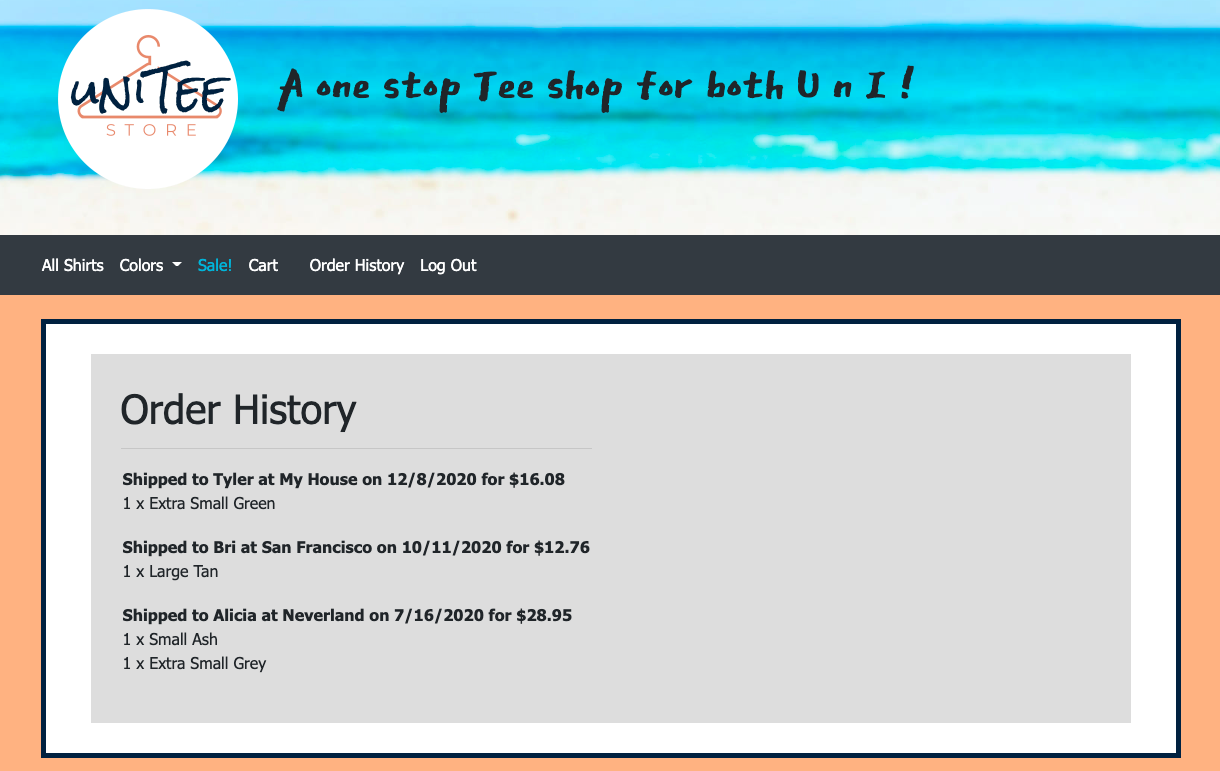 UNITEE
STORE
A one stop Tee shop for both U n I !
All Shirts Colors Sale! Cart Order History Log Out
Order History
Shipped to Tyler at My House on 12/8/2020 for $16.08
1 x Extra Small Green
Shipped to Bri at San Francisco on 10/11/2020 for $12.76
1 x Large Tan
Shipped to Alicia at Neverland on 7/16/2020 for $28.95
1 x Small Ash
1 x Extra Small Grey